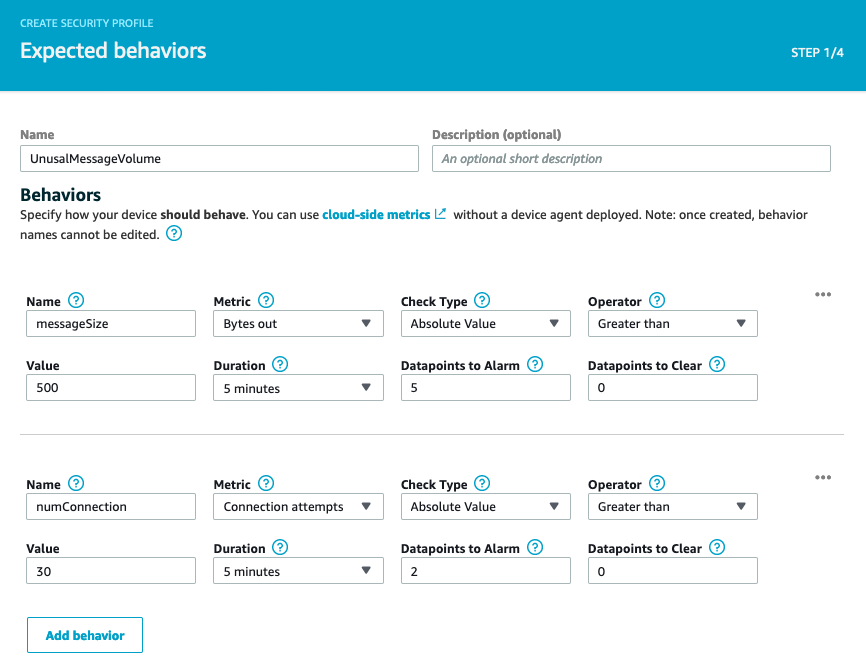 CREATE SECURITY PROFILE
Expected behaviors
STEP 1/4
Name
Description (optional)
UnusalMessageVolume
An optional short description
Behaviors
Specify how your device should behave. You can use cloud-side metrics without a device agent deployed. Note: once created, behavior
names cannot be edited. ?
Name ? Metric ? Check Type ? Operator ?
messageSize Bytes out Absolute Value Greater than
Value Duration ? Datapoints to Alarm ? Datapoints to Clear ?
500 5 minutes 5 0
Name ? Metric ? Check Type ? Operator ?
numConnection Connection attempts Absolute Value Greater than
Value Duration ? Datapoints to Alarm ? Datapoints to Clear ?
30 5 minutes 2 0
Add behavior